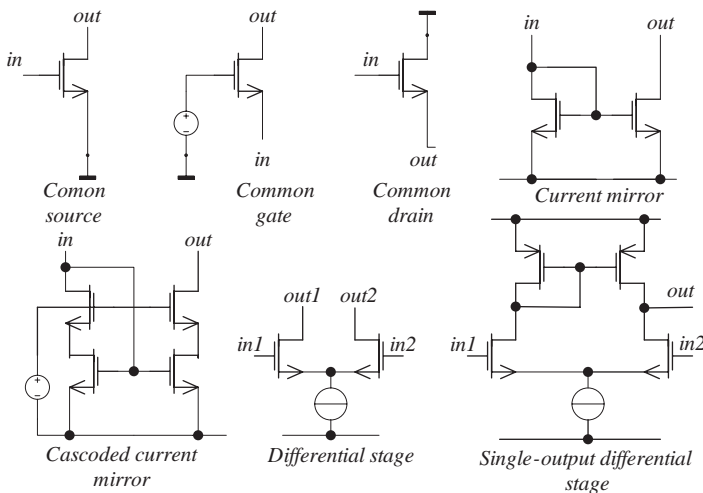 out
in
Comon
source
out
+
−
in
Common
gate
in
out
Common
drain
in
out
Current mirror
in
out
+
−
Cascoded current
mirror
out1
out2
in1
in2
Differential stage
out
in1
in2
Single-output differential
stage